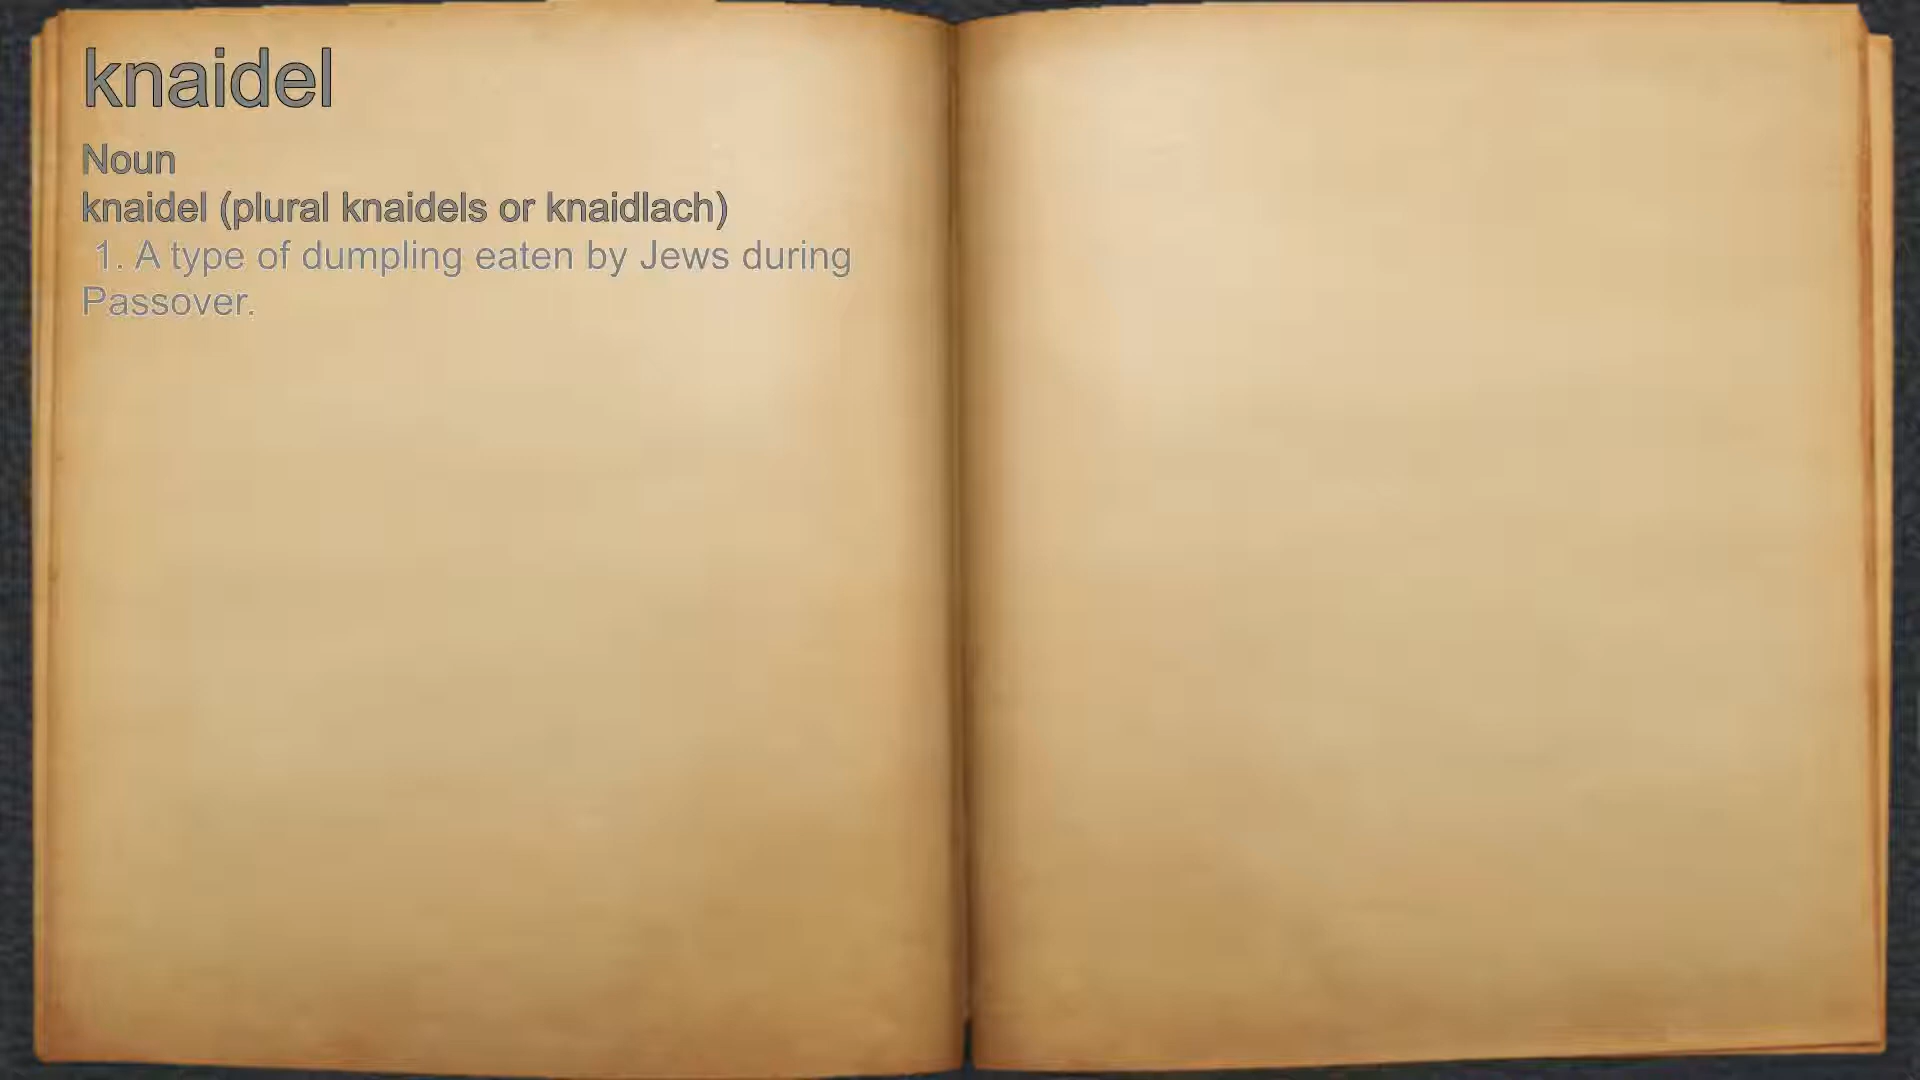 knaidel
Noun
knaidel (plural knaidels or knaidlach)
1. A type of dumpling eaten by Jews during
Passover.